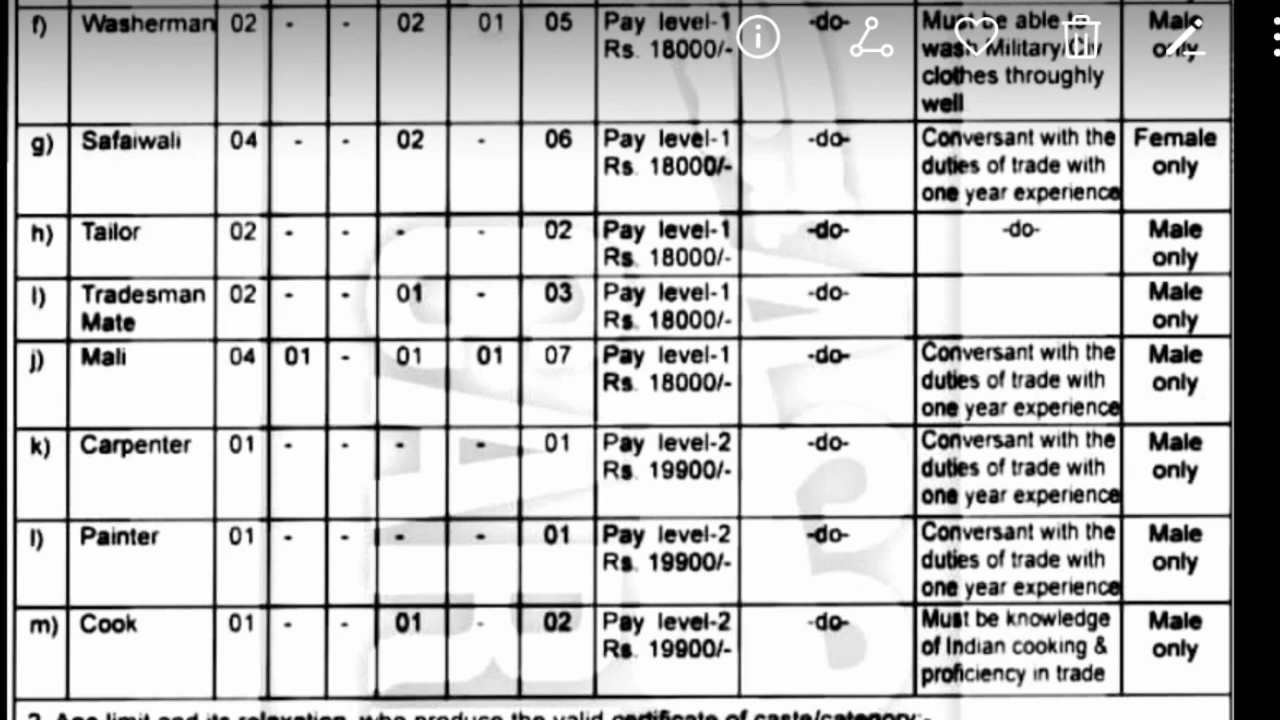 f) Washerman 02 - - 02 01 05 Pay level-1 -do- Must be able to Male
Rs. 18000/- wash Military/Civ only
clothes throughly
well
g) Safaiwali 04 - - 02 - 06 Pay level-1 -do- Conversant with the Female
Rs. 18000/- duties of trade with only
one year experience
h) Tailor 02 - - - - 02 Pay level-1 -do- -do- Male
Rs. 18000/- only
I) Tradesman 02 - - 01 - 03 Pay level-1 -do- Male
Mate Rs. 18000/- only
j) Mali 04 01 - 01 01 07 Pay level-1 -do- Conversant with the Male
Rs. 18000/- duties of trade with only
one year experience
k) Carpenter 01 - - - - 01 Pay level-2 -do- Conversant with the Male
Rs. 19900/- duties of trade with only
one year experience
l) Painter 01 - - - - 01 Pay level-2 -do- Conversant with the Male
Rs. 19900/- duties of trade with only
one year experience
m) Cook 01 - - 01 - 02 Pay level-2 -do- Must be knowledge Male
Rs. 19900/- of Indian cooking & only
proficiency in trade
2. Age limit and its relaxation, who produce the valid certificate of caste/category:-